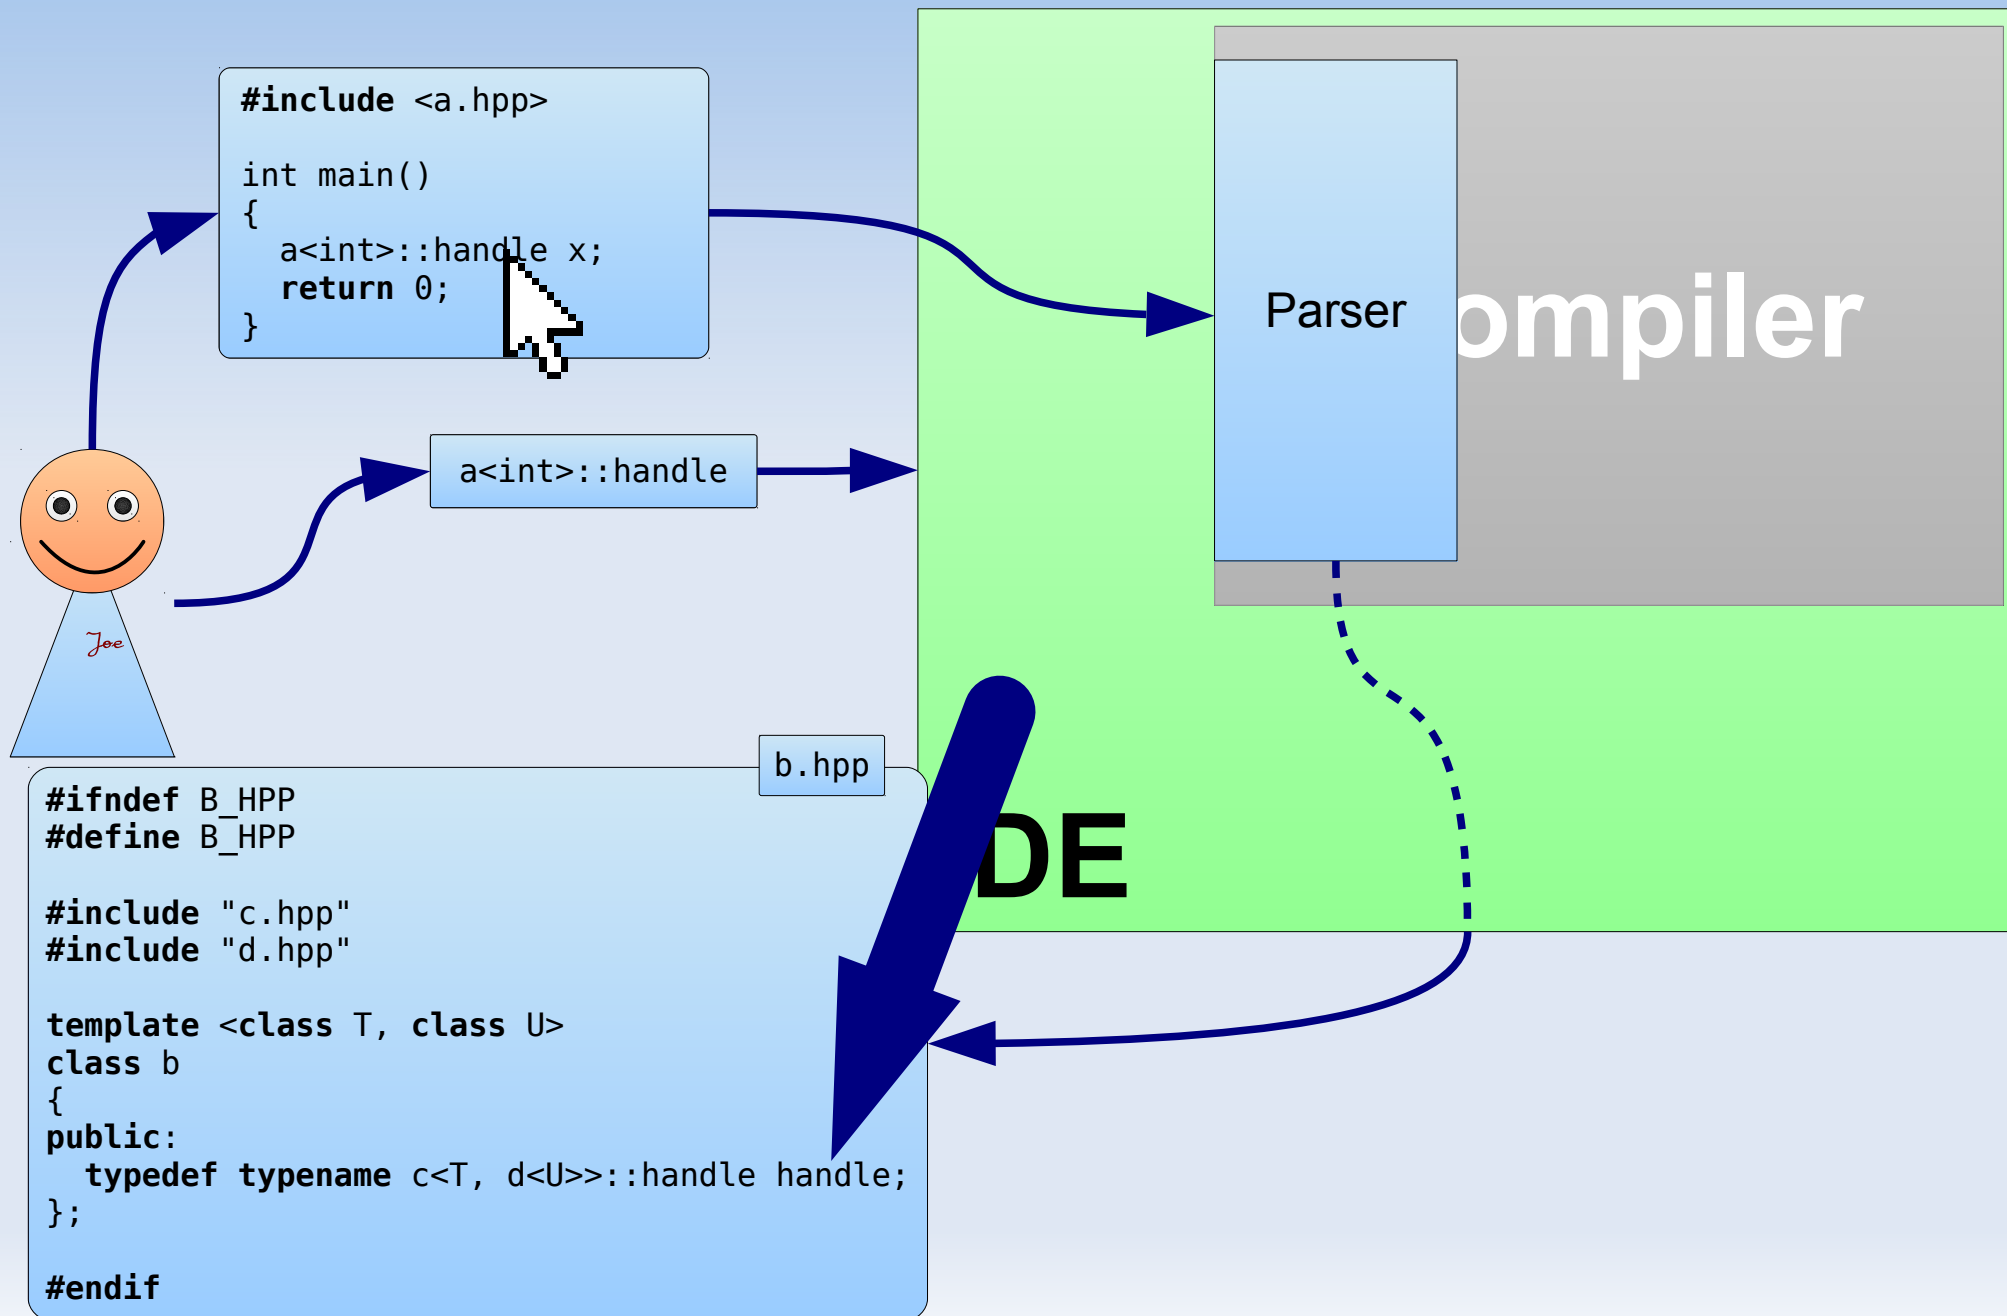 #include <a.hpp>
int main()
{
  a<int>::handle x;
  return 0;
}
Parser
ompiler
a<int>::handle
Joe
b.hpp
DE
#ifndef B_HPP
#define B_HPP
#include "c.hpp"
#include "d.hpp"
template <class T, class U>
class b
{
public:
  typedef typename c<T, d<U>>::handle handle;
};
#endif